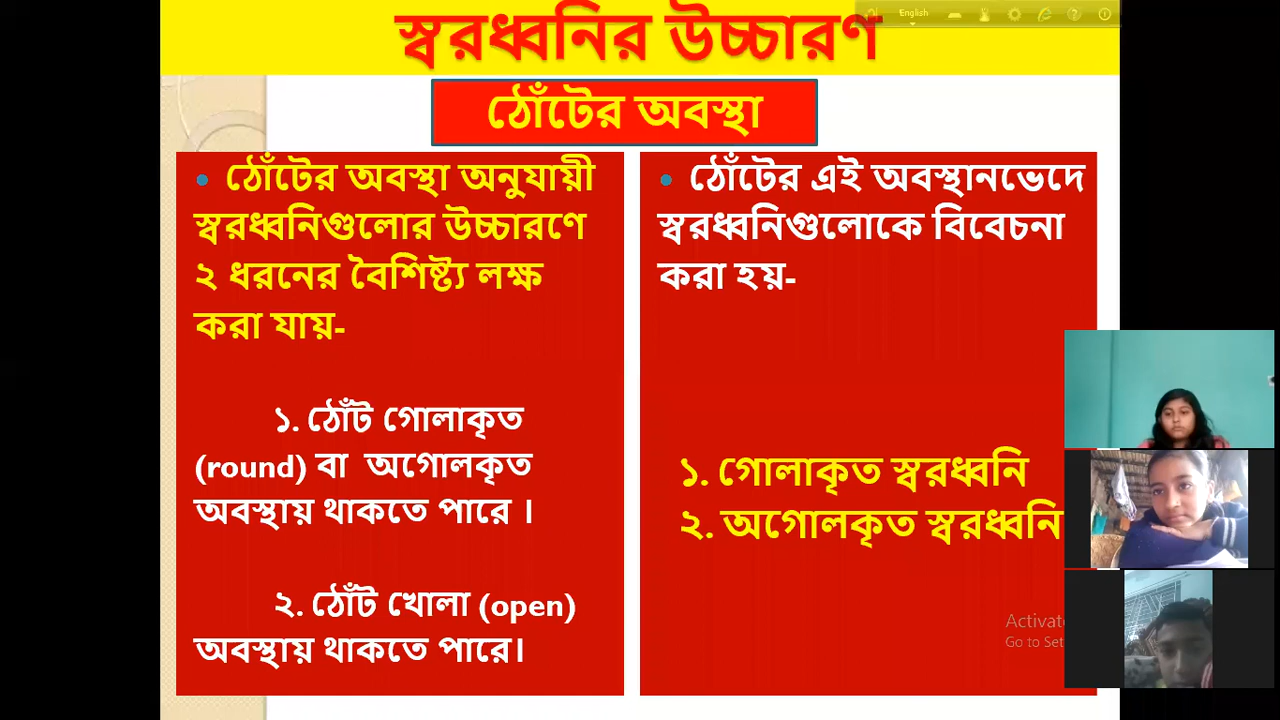 স্বরধ্বনির উচ্চারণ
English
ঠোঁটের অবস্থা
• ঠোঁটের অবস্থা অনুযায়ী
স্বরধ্বনিগুলোর উচ্চারণে
২ ধরনের বৈশিষ্ট্য লক্ষ
করা যায়-
১. ঠোঁট গোলাকৃত
(round) বা অগোলকৃত
অবস্থায় থাকতে পারে ।
২. ঠোঁট খোলা (open)
অবস্থায় থাকতে পারে।
• ঠোঁটের এই অবস্থানভেদে
স্বরধ্বনিগুলোকে বিবেচনা
করা হয়-
১. গোলাকৃত স্বরধ্বনি
২. অগোলকৃত স্বরধ্বনি
Activat
Go to Set